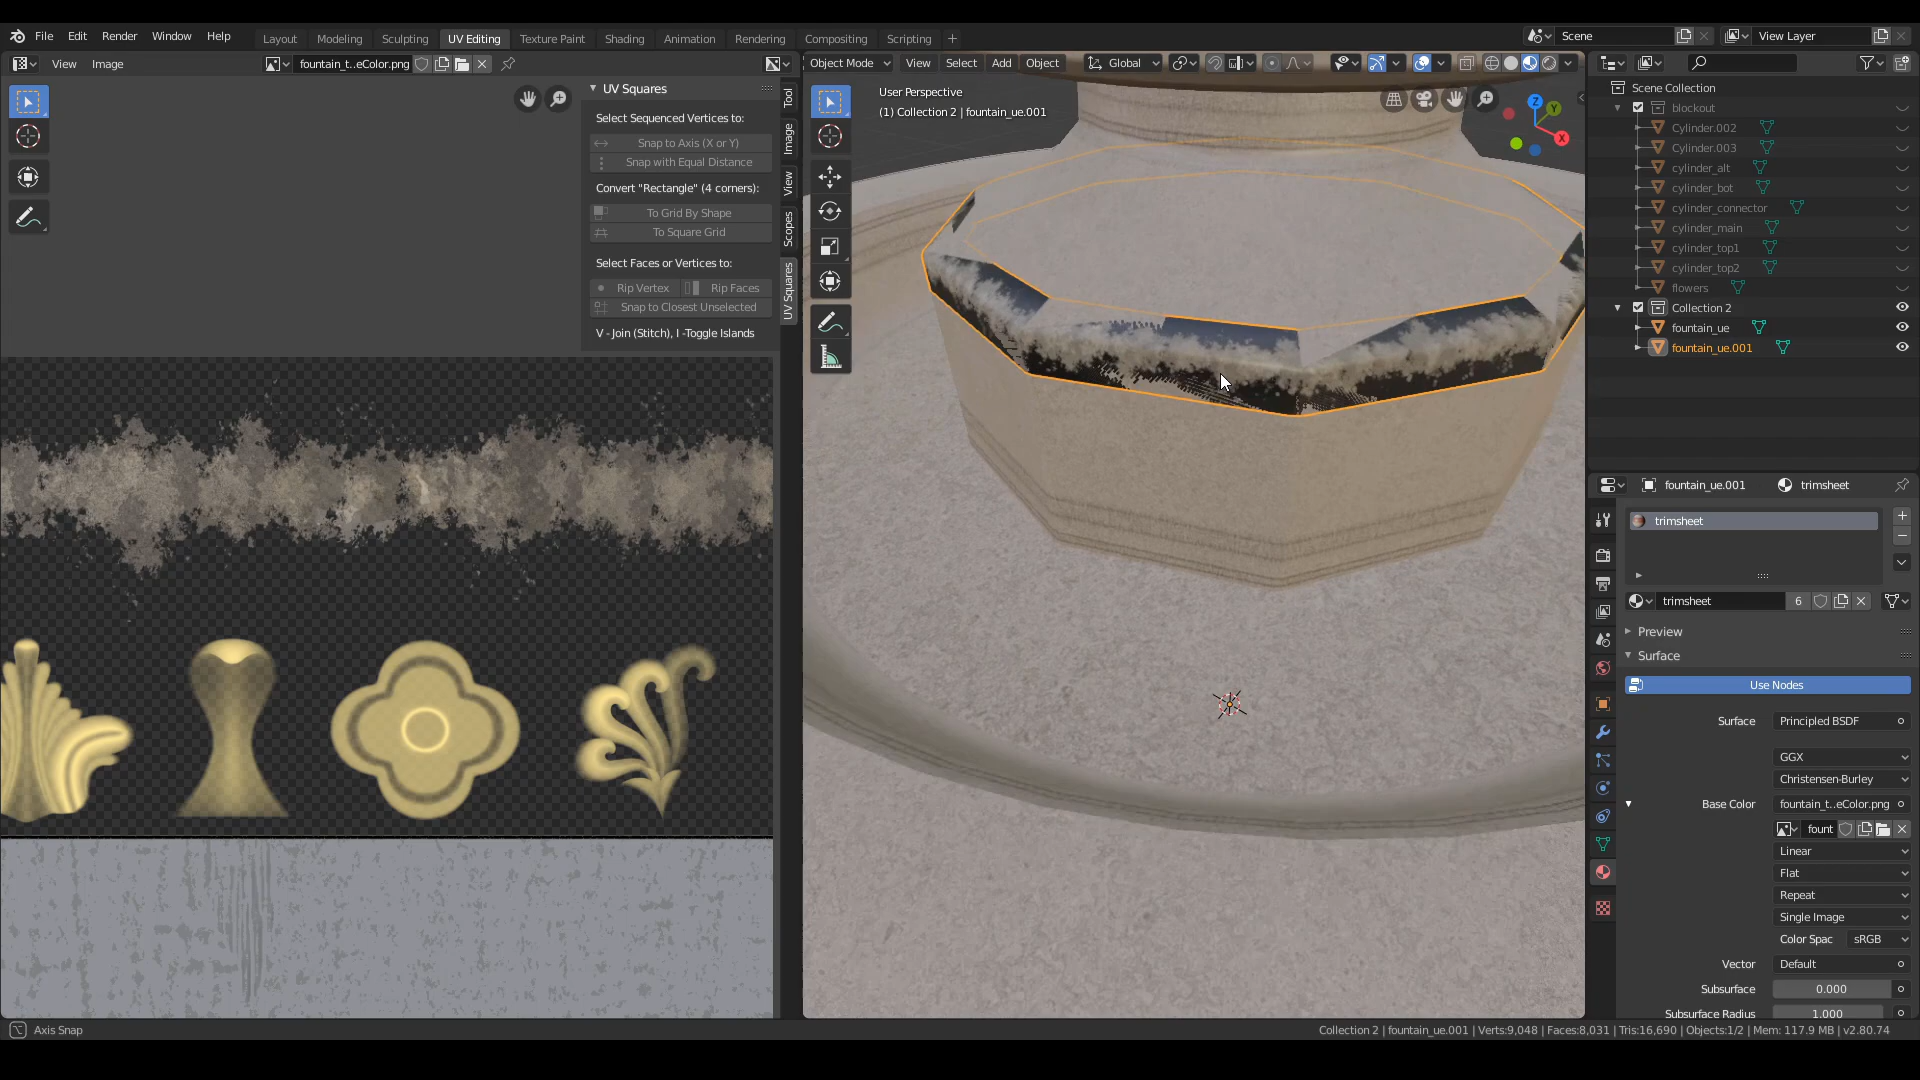 File Edit Render Window Help Layout Modeling Sculpting UV Editing Texture Paint Shading Animation Rendering Compositing Scripting + Scene View Layer
View Image fountain_t..eColor.png Object Mode View Select Add Object Global
UV Squares
Select Sequenced Vertices to:
Snap to Axis (X or Y)
Snap with Equal Distance
Convert "Rectangle" (4 corners):
To Grid By Shape
To Square Grid
Select Faces or Vertices to:
Rip Vertex Rip Faces
Snap to Closest Unselected
V - Join (Stitch), I -Toggle Islands
Tool
Image
View
Scopes
UV Squares
User Perspective
(1) Collection 2 | fountain_ue.001
Z
Y
X
Scene Collection
blockout
Cylinder.002
Cylinder.003
cylinder_alt
cylinder_bot
cylinder_connector
cylinder_main
cylinder_top1
cylinder_top2
flowers
Collection 2
fountain_ue
fountain_ue.001
fountain_ue.001 trimsheet
trimsheet
trimsheet 6
Preview
Surface
Use Nodes
Surface Principled BSDF
GGX
Christensen-Burley
Base Color fountain_t..eColor.png
fount
Linear
Flat
Repeat
Single Image
Color Spac sRGB
Vector Default
Subsurface 0.000
Subsurface Radius 1.000
Axis Snap Collection 2 | fountain_ue.001 | Verts:9,048 | Faces:8,031 | Tris:16,690 | Objects:1/2 | Mem: 117.9 MB | v2.80.74